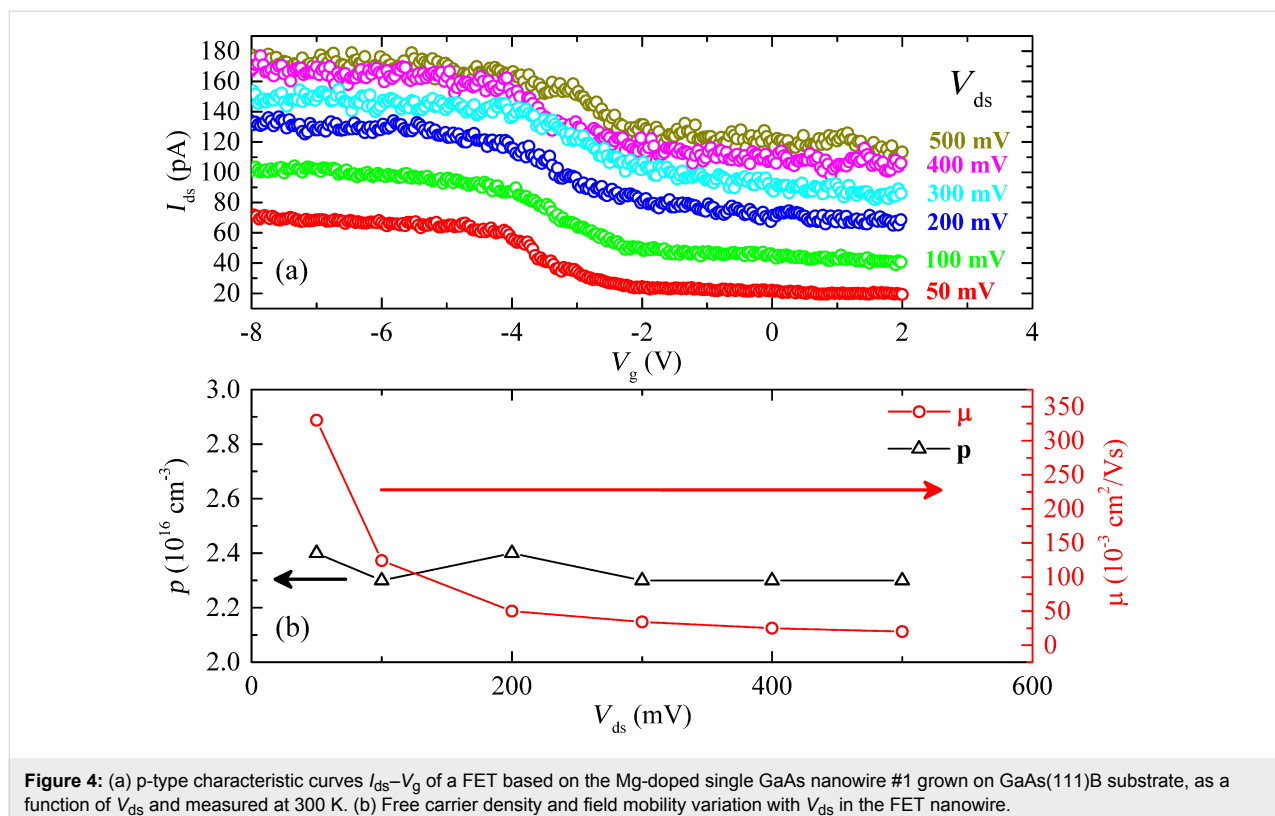 180
160
140
120
100
80
60
40
20
I_ds (pA)
(a)
V_ds
500 mV
400 mV
300 mV
200 mV
100 mV
50 mV
-8 -6 -4 -2 0 2 4
V_g (V)
3.0
2.8
2.6
2.4
2.2
2.0
p (10^16 cm^-3)
(b)
μ
p
350
300
250
150
100
50
0
μ (10^-3 cm^2/Vs)
0 200 400 600
V_ds (mV)
Figure 4: (a) p-type characteristic curves I_ds–V_g of a FET based on the Mg-doped single GaAs nanowire #1 grown on GaAs(111)B substrate, as a
function of V_ds and measured at 300 K. (b) Free carrier density and field mobility variation with V_ds in the FET nanowire.